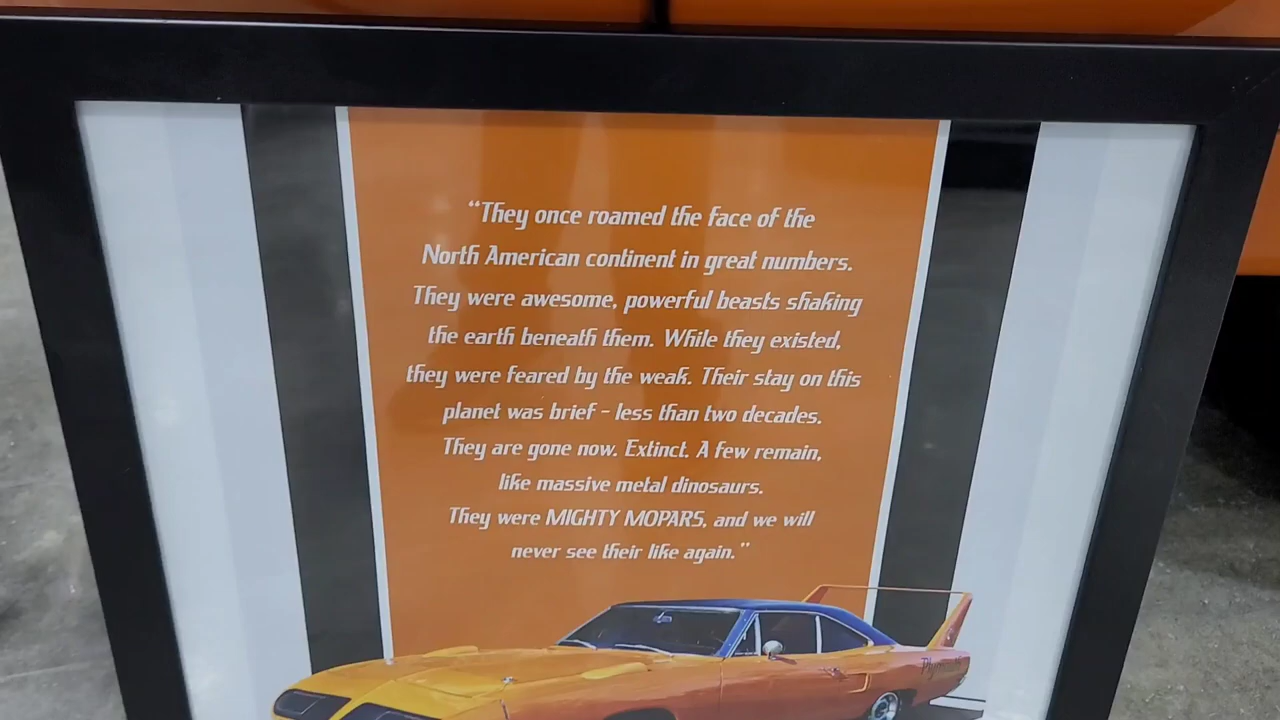 “They once roamed the face of the
North American continent in great numbers.
They were awesome, powerful beasts shaking
the earth beneath them. While they existed,
they were feared by the weak. Their stay on this
planet was brief - less than two decades.
They are gone now. Extinct. A few remain,
like massive metal dinosaurs.
They were MIGHTY MOPARS, and we will
never see their like again.”
Plymouth